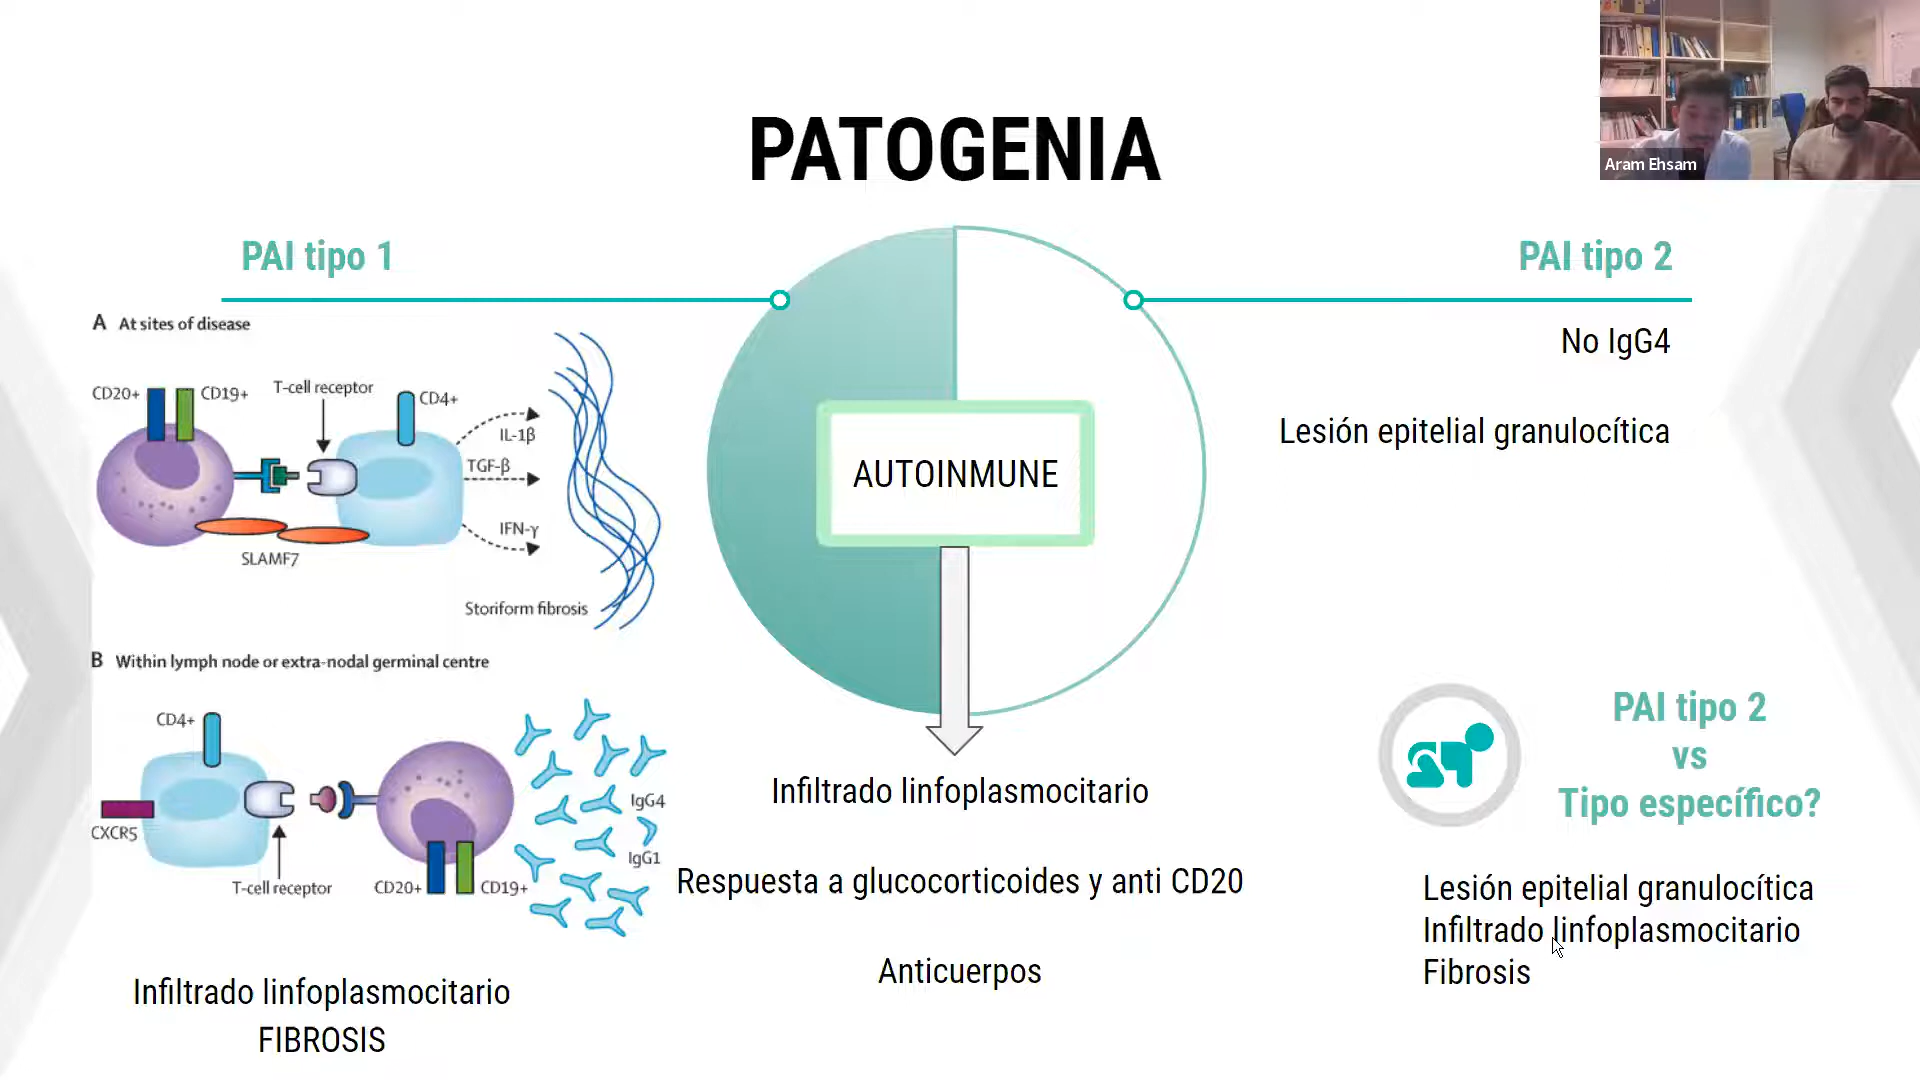 PATOGENIA
Aram Ehsam
PAI tipo 1
A At sites of disease
CD20+
CD19+
T-cell receptor
CD4+
IL-1β
TGF-β
IFN-γ
SLAMF7
Storiform fibrosis
B Within lymph node or extra-nodal germinal centre
CD4+
CXCR5
T-cell receptor
CD20+
CD19+
IgG4
IgG1
Infiltrado linfoplasmocitario
FIBROSIS
AUTOINMUNE
Infiltrado linfoplasmocitario
Respuesta a glucocorticoides y anti CD20
Anticuerpos
PAI tipo 2
No IgG4
Lesión epitelial granulocítica
PAI tipo 2
vs
Tipo específico?
Lesión epitelial granulocítica
Infiltrado linfoplasmocitario
Fibrosis